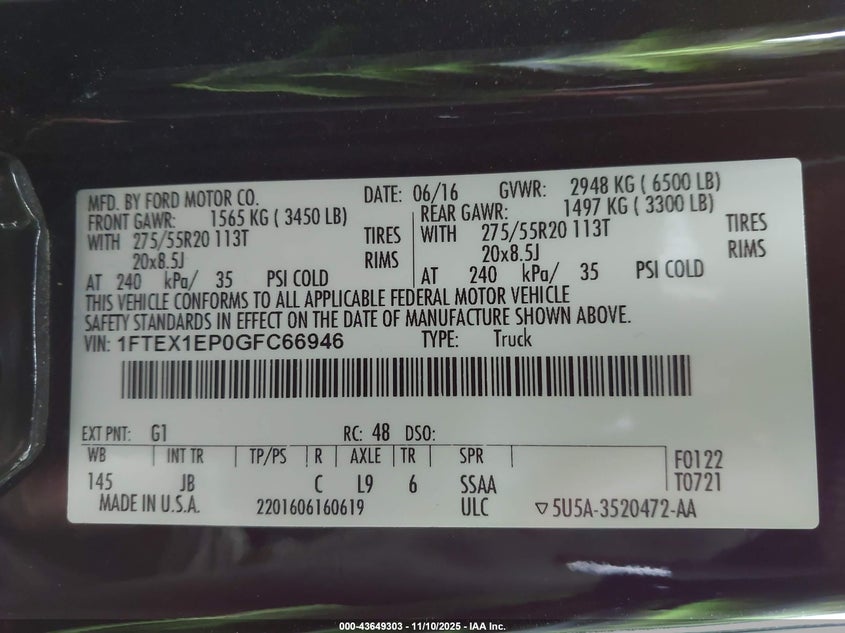 MFD. BY FORD MOTOR CO. DATE: 06/16 GVWR: 2948 KG ( 6500 LB)
FRONT GAWR: 1565 KG ( 3450 LB) REAR GAWR: 1497 KG ( 3300 LB)
WITH 275/55R20 113T TIRES WITH 275/55R20 113T TIRES
20x8.5J RIMS 20x8.5J RIMS
AT 240 kPa/ 35 PSI COLD AT 240 kPa/ 35 PSI COLD
THIS VEHICLE CONFORMS TO ALL APPLICABLE FEDERAL MOTOR VEHICLE
SAFETY STANDARDS IN EFFECT ON THE DATE OF MANUFACTURE SHOWN ABOVE.
VIN: 1FTEX1EP0GFC66946 TYPE: Truck
EXT PNT: G1 RC: 48 DSO:
WB INT TR TP/PS R AXLE TR SPR F0122
145 JB C L9 6 SSAA T0721
MADE IN U.S.A. 2201606160619 ULC ▽5U5A-3520472-AA
000-43649303 - 11/10/2025 - IAA Inc.